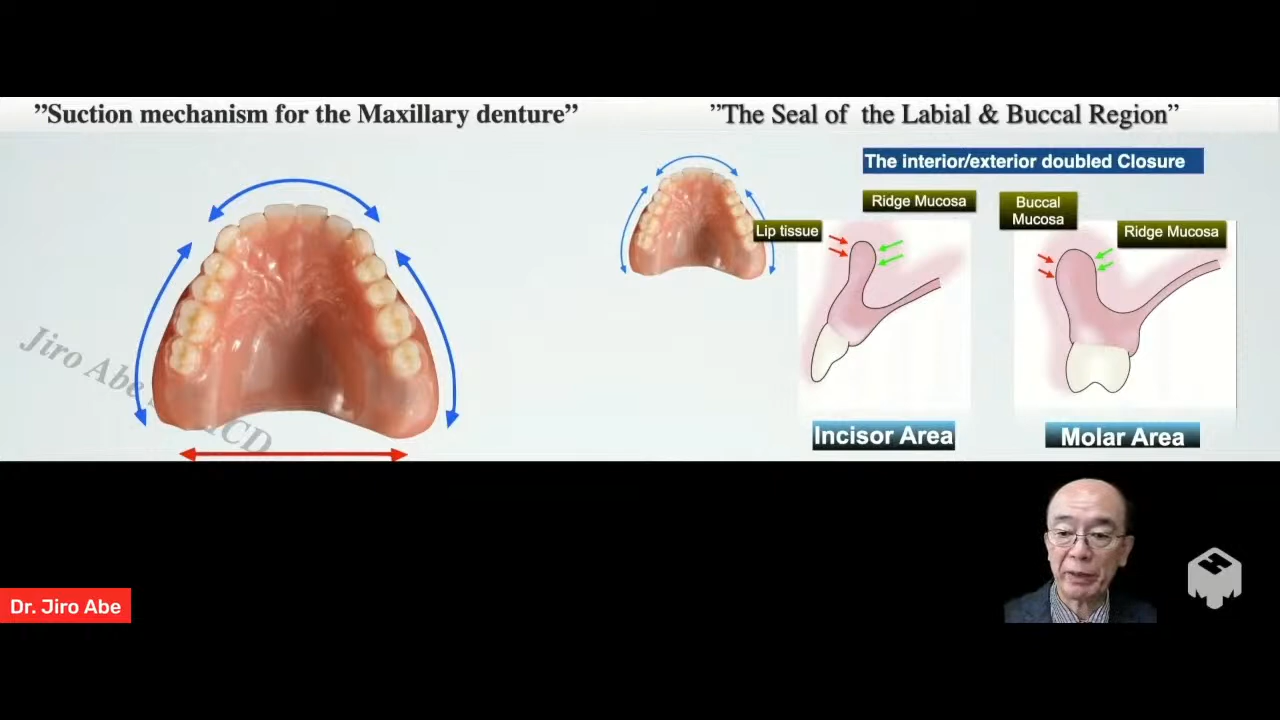 ”Suction mechanism for the Maxillary denture”
”The Seal of the Labial & Buccal Region”
The interior/exterior doubled Closure
Ridge Mucosa
Buccal
Mucosa
Lip tissue
Ridge Mucosa
Jiro Abe
Incisor Area
Molar Area
Dr. Jiro Abe